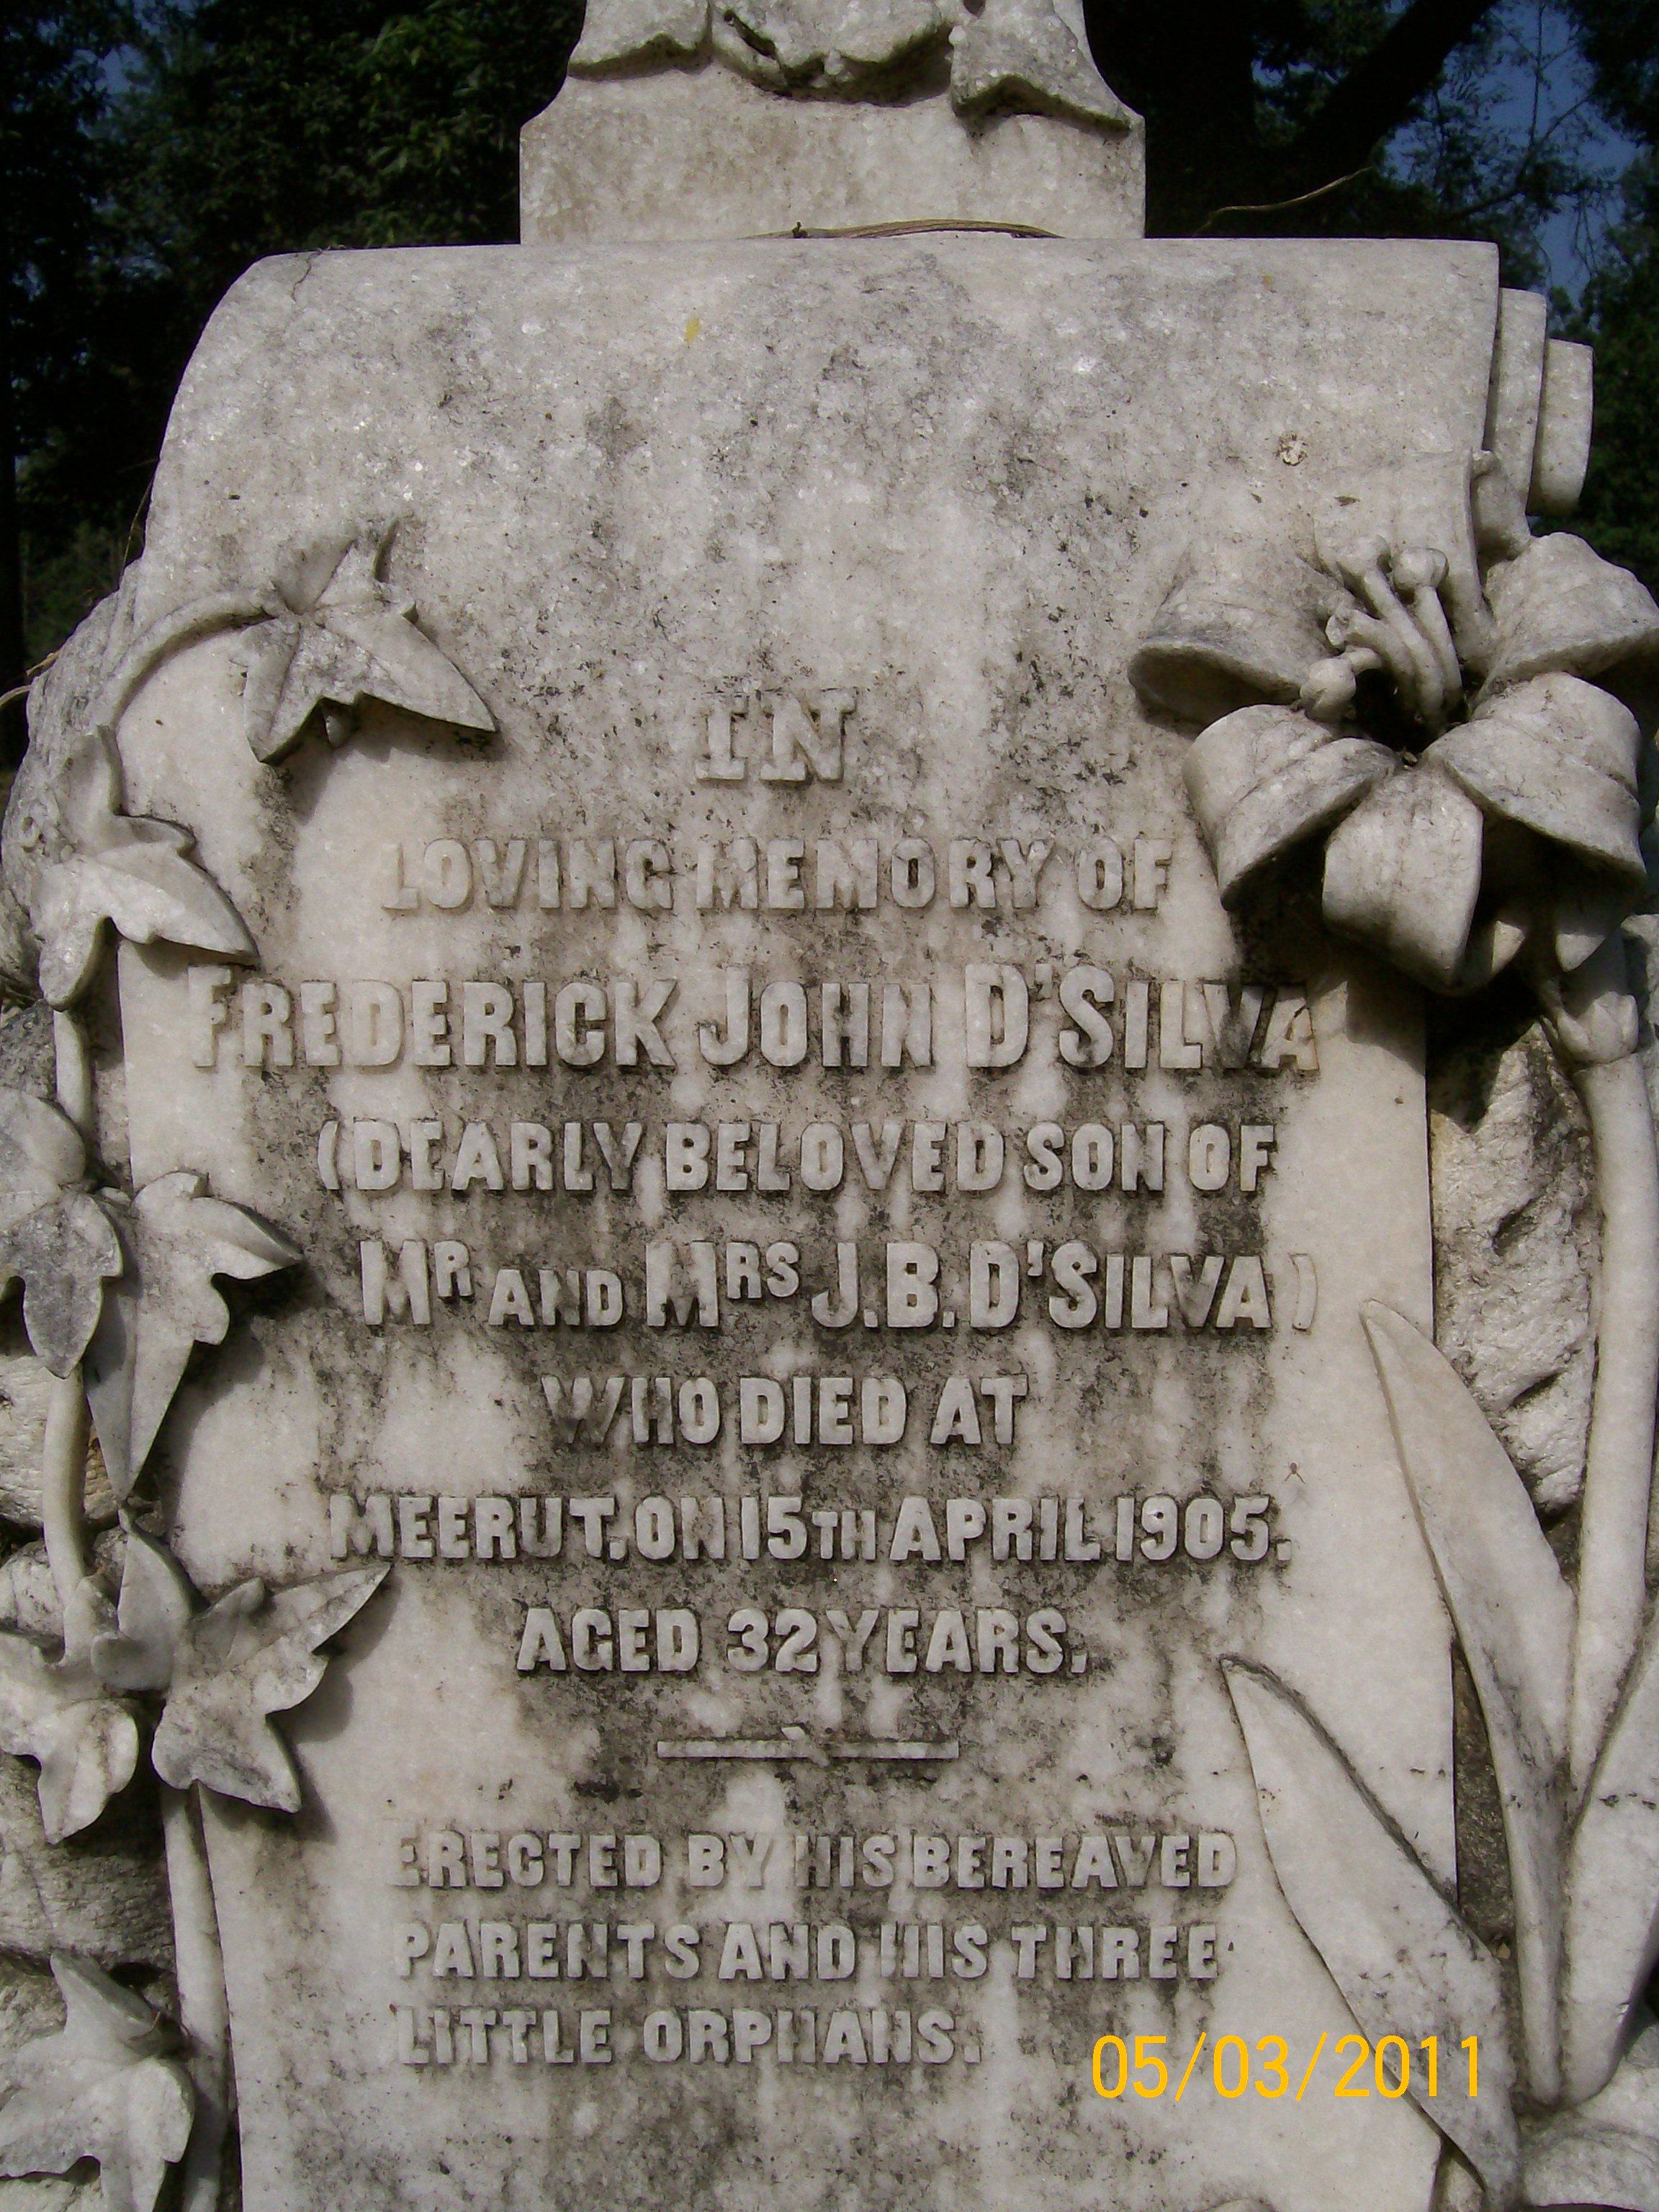 IN
LOVING MEMORY OF
FREDERICK JOHN D'SILVA
(DEARLY BELOVED SON OF
MR AND MRS J.B. D'SILVA)
WHO DIED AT
MEERUT, ON 15TH APRIL 1905.
AGED 32 YEARS.
ERECTED BY HIS BEREAVED
PARENTS AND HIS THREE
LITTLE ORPHANS.
05/03/2011